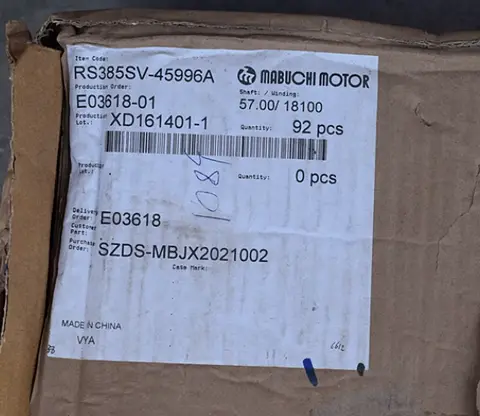 Item Code:
RS385SV-45996A
MABUCHI MOTOR
Production Order:
Shaft: / Winding:
E03618-01
57.00/ 18100
Production Lot.:
XD161401-1
Quantity:
92 pcs
1089
Production Lot.:
Quantity:
0 pcs
Delivery Order:
E03618
Customer Part:
Purchase Order:
SZDS-MBJX2021002
Case Mark:
MADE IN CHINA
VYA